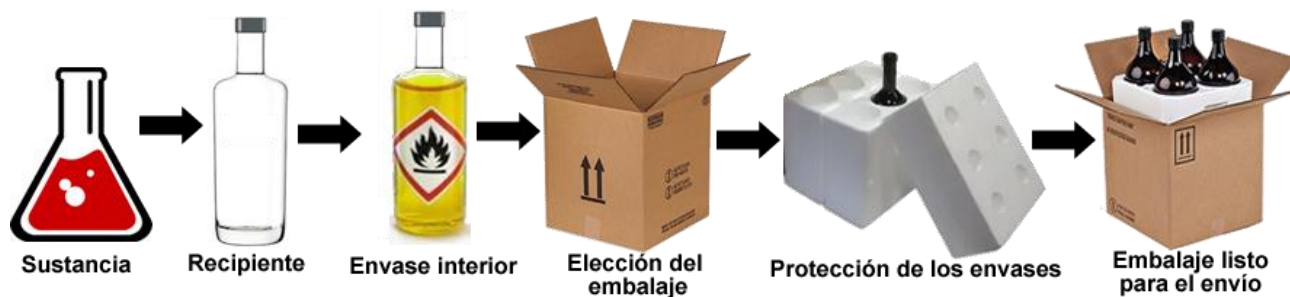 Sustancia
Recipiente
Envase interior
Elección del
embalaje
Protección de los envases
Embalaje listo
para el envío